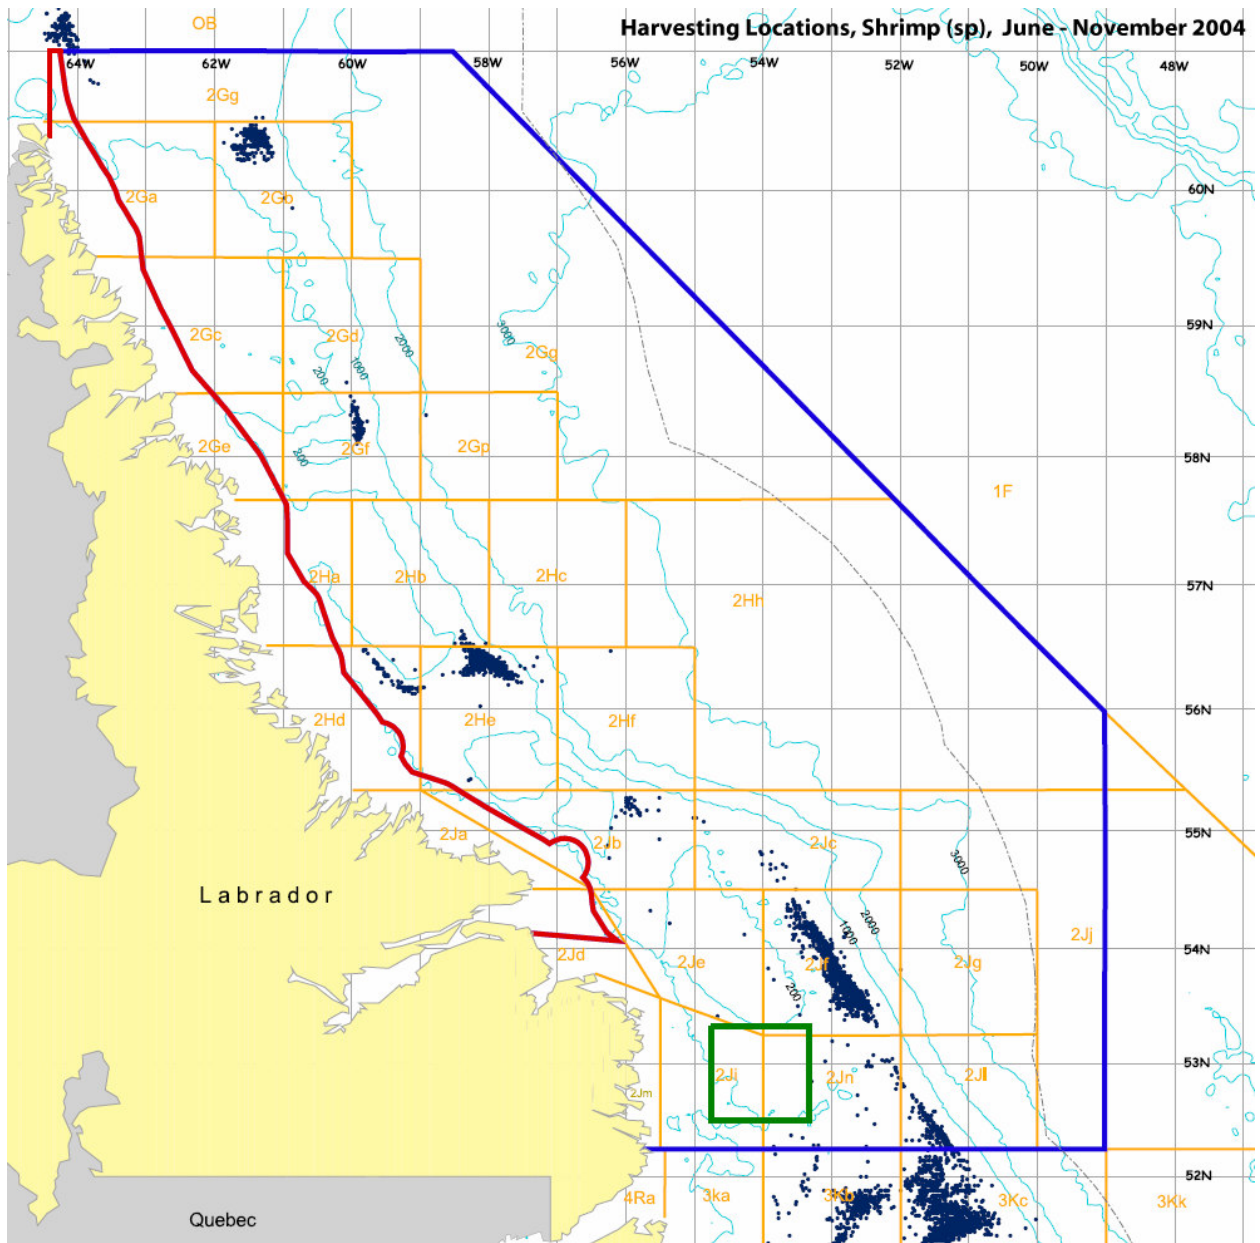 OB
Harvesting Locations, Shrimp (sp), June - November 2004
64W 62W 60W 58W 56W 54W 52W 50W 48W
2Gg
2Ga 2Gb 60N
2Gc 2Gd 2000 3000 59N
2Gg
200 1000
2Ge 200 2Gf 2Gp 58N
1F
2Ha 2Hb 2Hc 57N
2Hh
2Hd 2He 2Hf 56N
2Ja 2Jb 2Jc 55N
3000
Labrador
1000 2000
2Jj
2Jd 2Je 2Jf 2Jg 54N
200
2Ji 2Jn 2Jl 53N
2Jm
52N
4Ra 3ka 3Kb 3Kc 3Kk
Quebec